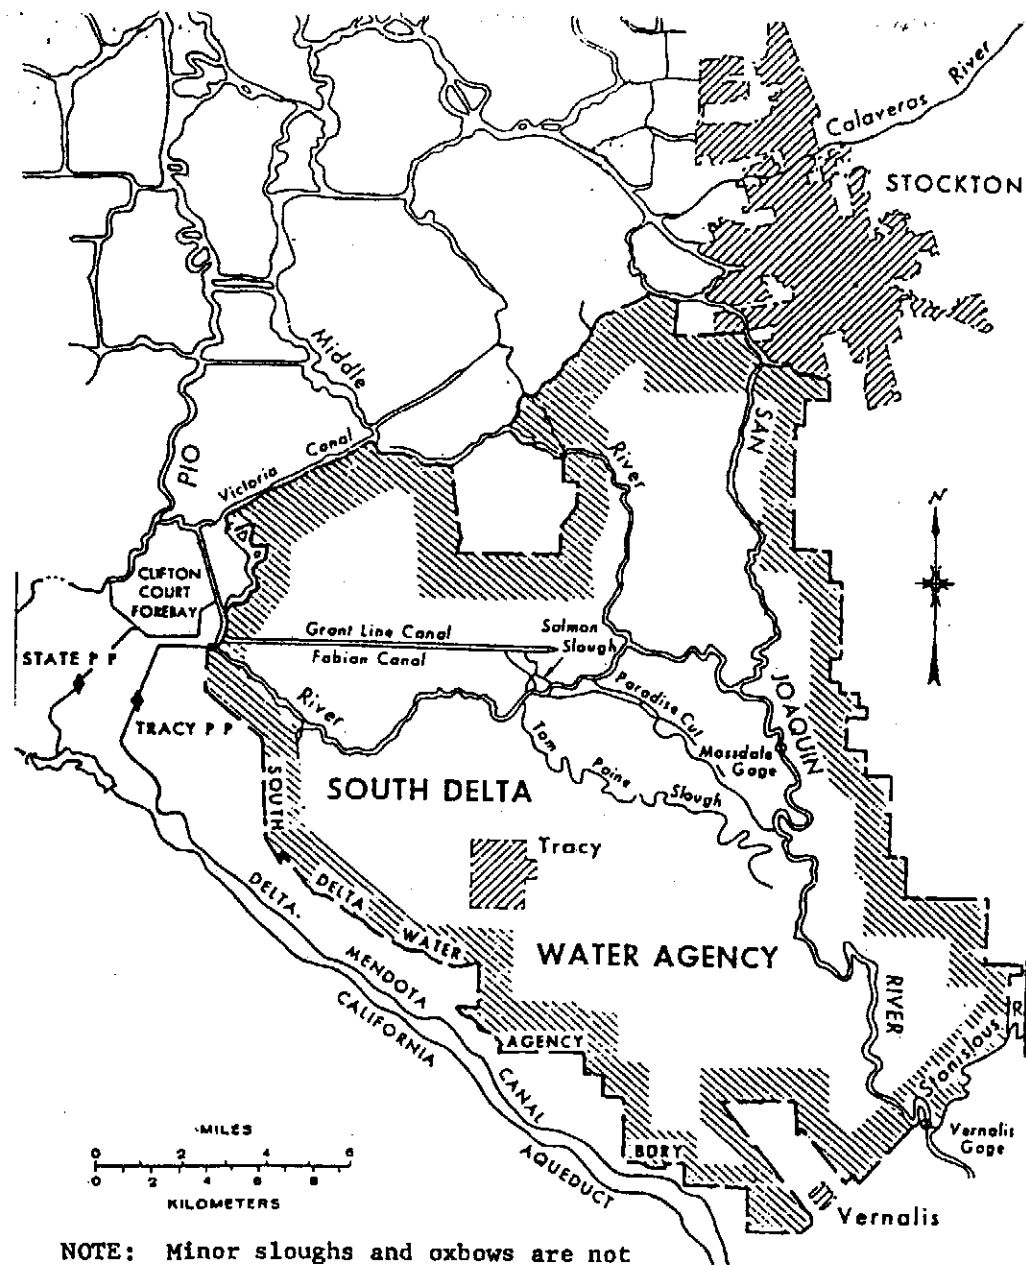 Calaveras River
STOCKTON
Middle
River
SAN
JOAQUIN
RIVER
PIO
Victoria Canal
N
CLIFTON
COURT
FOREBAY
Grant Line Canal
Fabian Canal
Salmon
Slough
STATE P P
TRACY P P
River
Paradise Cut
Mossdale
Gage
Tom Paine Slough
SOUTH DELTA
Tracy
WATER AGENCY
SOUTH DELTA WATER AGENCY BDRY
DELTA-MENDOTA CANAL
CALIFORNIA AQUEDUCT
Stanislaus
R
Vernalis
Gage
Vernalis
MILES
0 2 4 6
0 2 4 6 8
KILOMETERS
NOTE: Minor sloughs and oxbows are not